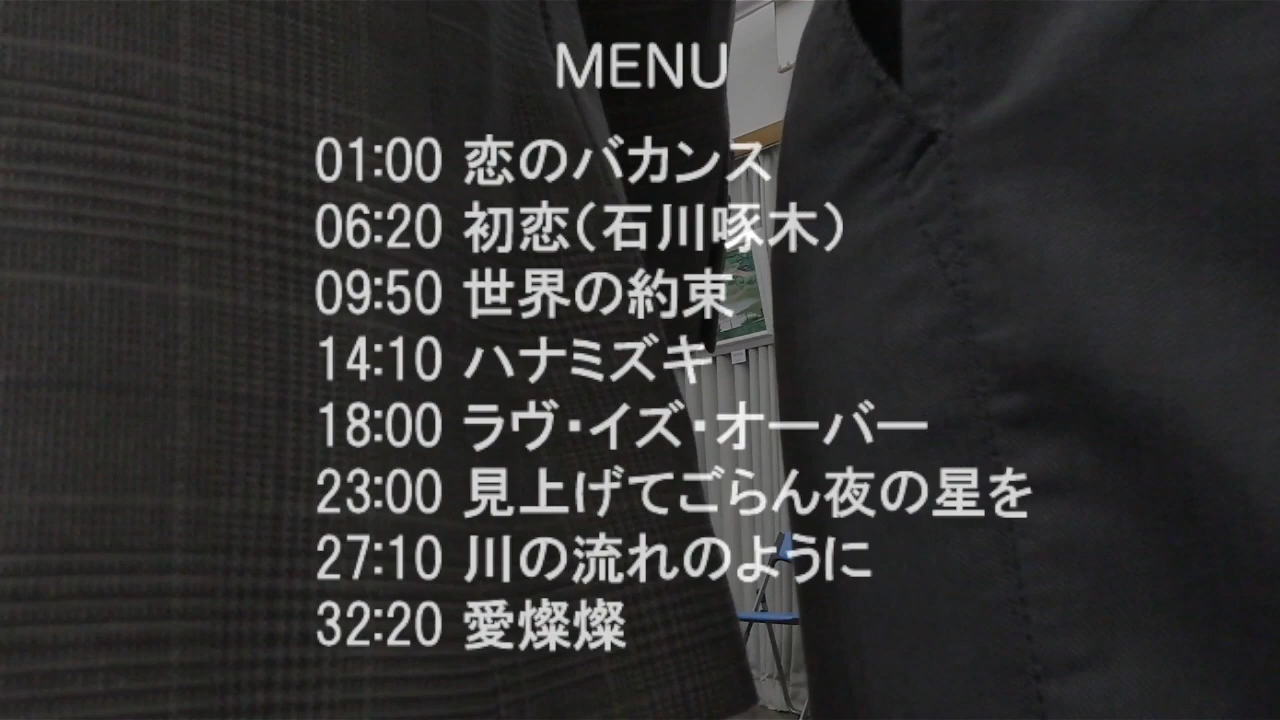 MENU
01:00 恋のバカンス
06:20 初恋（石川啄木）
09:50 世界の約束
14:10 ハナミズキ
18:00 ラヴ・イズ・オーバー
23:00 見上げてごらん夜の星を
27:10 川の流れのように
32:20 愛燦燦